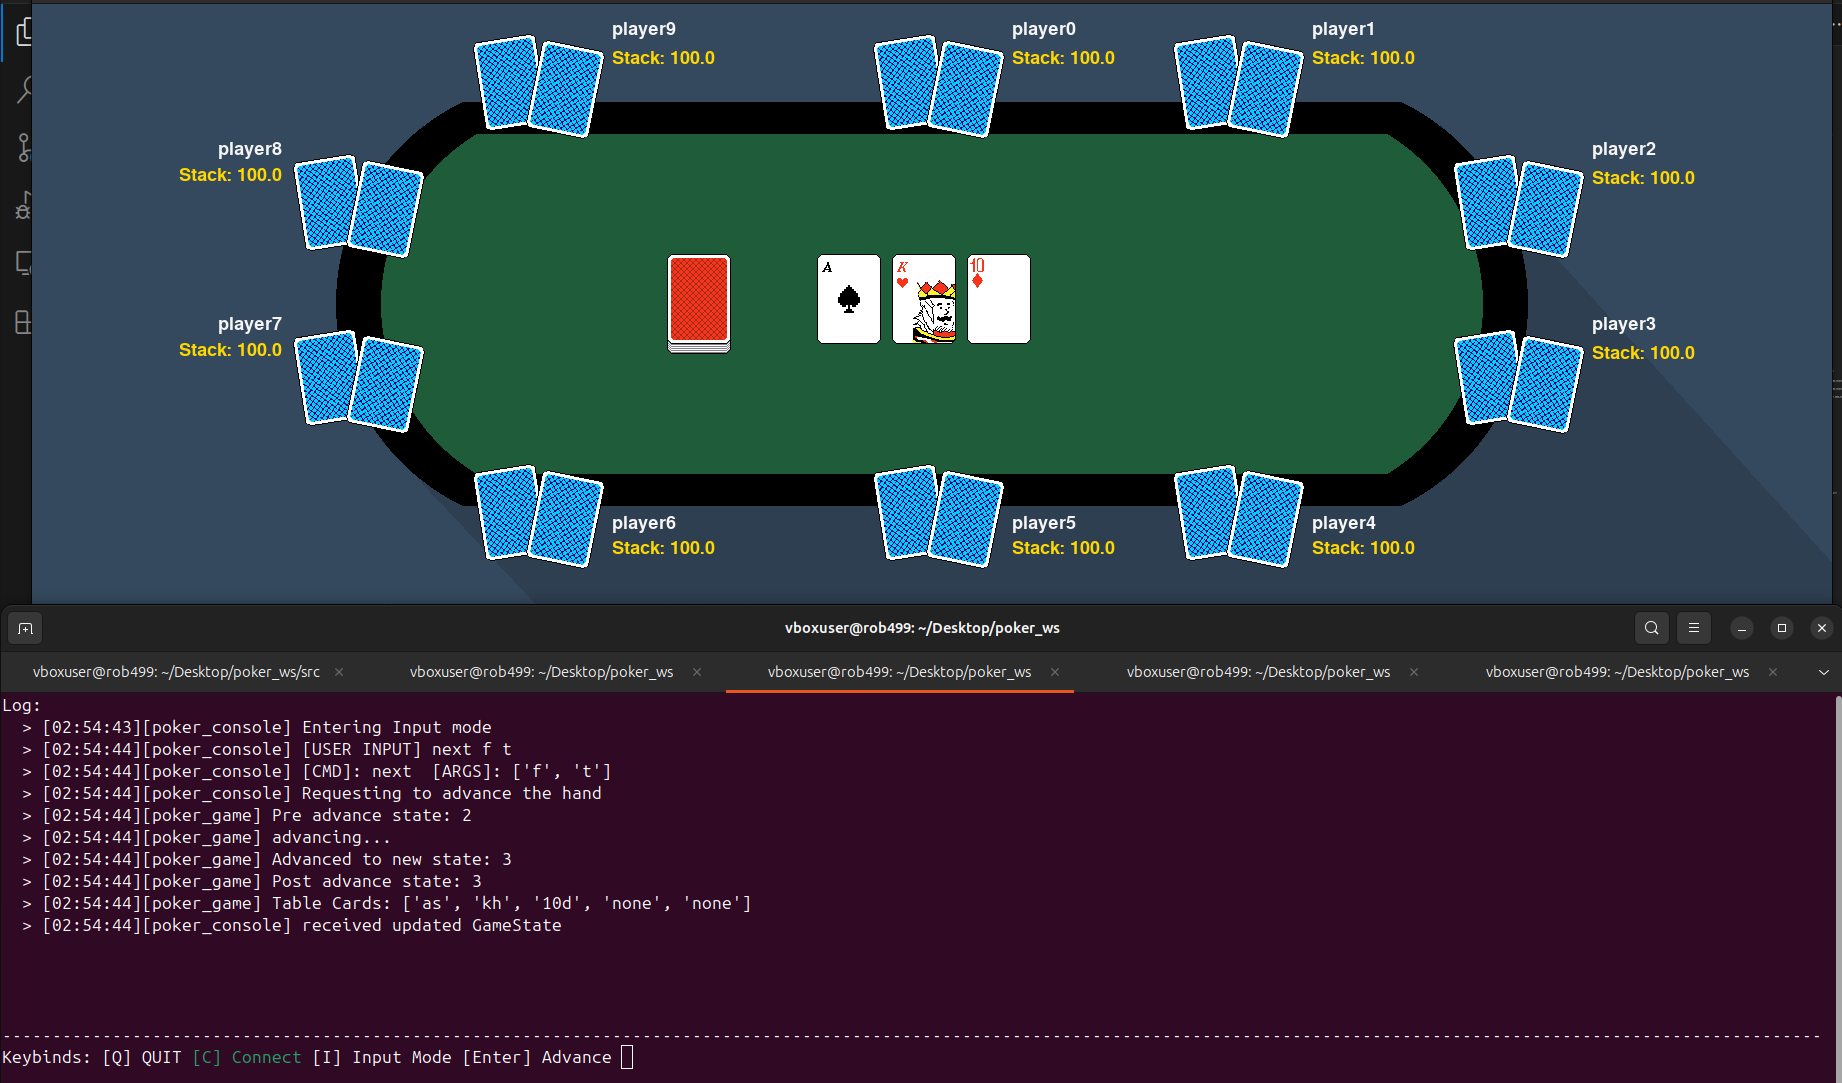 player9
Stack: 100.0
player0
Stack: 100.0
player1
Stack: 100.0
player8
Stack: 100.0
player2
Stack: 100.0
A
K
10
player7
Stack: 100.0
player3
Stack: 100.0
player6
Stack: 100.0
player5
Stack: 100.0
player4
Stack: 100.0
vboxuser@rob499: ~/Desktop/poker_ws
vboxuser@rob499: ~/Desktop/poker_ws/src
vboxuser@rob499: ~/Desktop/poker_ws
vboxuser@rob499: ~/Desktop/poker_ws
vboxuser@rob499: ~/Desktop/poker_ws
vboxuser@rob499: ~/Desktop/poker_ws
Log:
> [02:54:43][poker_console] Entering Input mode
> [02:54:44][poker_console] [USER INPUT] next f t
> [02:54:44][poker_console] [CMD]: next  [ARGS]: ['f', 't']
> [02:54:44][poker_console] Requesting to advance the hand
> [02:54:44][poker_game] Pre advance state: 2
> [02:54:44][poker_game] advancing...
> [02:54:44][poker_game] Advanced to new state: 3
> [02:54:44][poker_game] Post advance state: 3
> [02:54:44][poker_game] Table Cards: ['as', 'kh', '10d', 'none', 'none']
> [02:54:44][poker_console] received updated GameState
Keybinds: [Q] QUIT [C] Connect [I] Input Mode [Enter] Advance